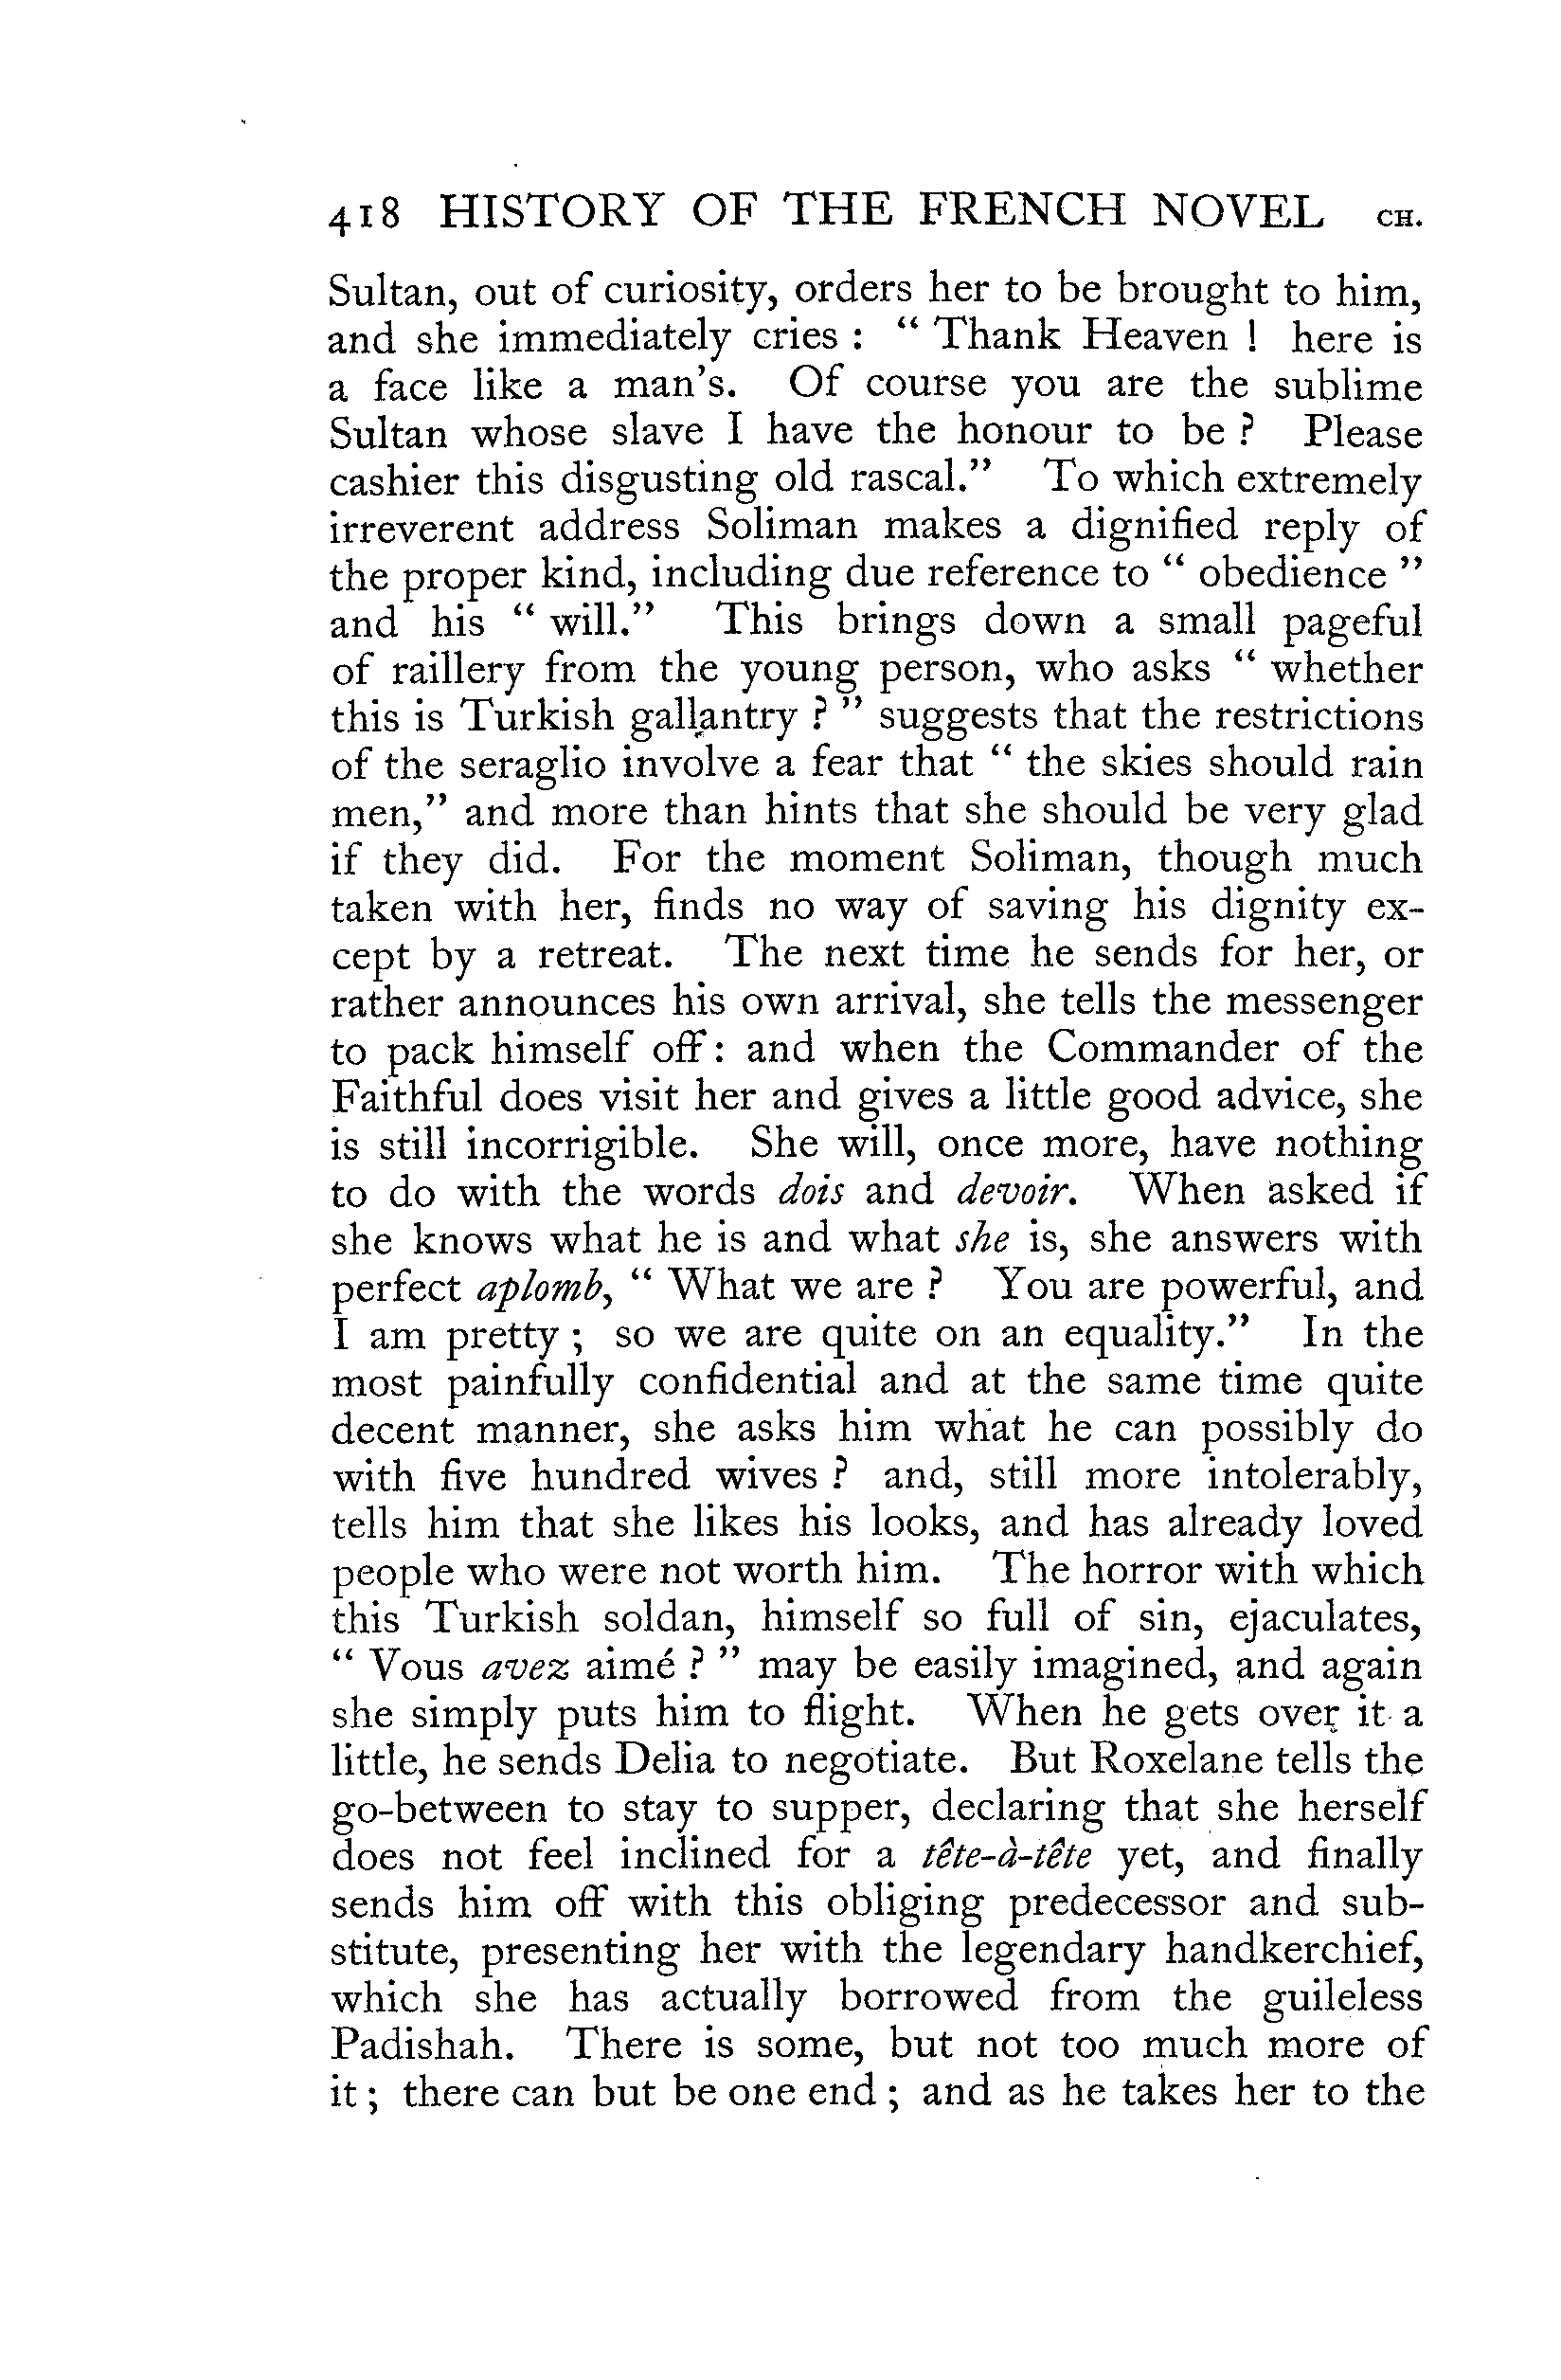 418 HISTORY OF THE FRENCH NOVEL CH.
Sultan, out of curiosity, orders her to be brought to him,
and she immediately cries : “ Thank Heaven ! here is
a face like a man’s. Of course you are the sublime
Sultan whose slave I have the honour to be ? Please
cashier this disgusting old rascal.” To which extremely
irreverent address Soliman makes a dignified reply of
the proper kind, including due reference to “ obedience ”
and his “ will.” This brings down a small pageful
of raillery from the young person, who asks “ whether
this is Turkish gallantry ? ” suggests that the restrictions
of the seraglio involve a fear that “ the skies should rain
men,” and more than hints that she should be very glad
if they did. For the moment Soliman, though much
taken with her, finds no way of saving his dignity ex-
cept by a retreat. The next time he sends for her, or
rather announces his own arrival, she tells the messenger
to pack himself off : and when the Commander of the
Faithful does visit her and gives a little good advice, she
is still incorrigible. She will, once more, have nothing
to do with the words dois and devoir. When asked if
she knows what he is and what she is, she answers with
perfect aplomb, “ What we are ? You are powerful, and
I am pretty ; so we are quite on an equality.” In the
most painfully confidential and at the same time quite
decent manner, she asks him what he can possibly do
with five hundred wives ? and, still more intolerably,
tells him that she likes his looks, and has already loved
people who were not worth him. The horror with which
this Turkish soldan, himself so full of sin, ejaculates,
“ Vous avez aimé ? ” may be easily imagined, and again
she simply puts him to flight. When he gets over it a
little, he sends Delia to negotiate. But Roxelane tells the
go-between to stay to supper, declaring that she herself
does not feel inclined for a tête-à-tête yet, and finally
sends him off with this obliging predecessor and sub-
stitute, presenting her with the legendary handkerchief,
which she has actually borrowed from the guileless
Padishah. There is some, but not too much more of
it ; there can but be one end ; and as he takes her to the